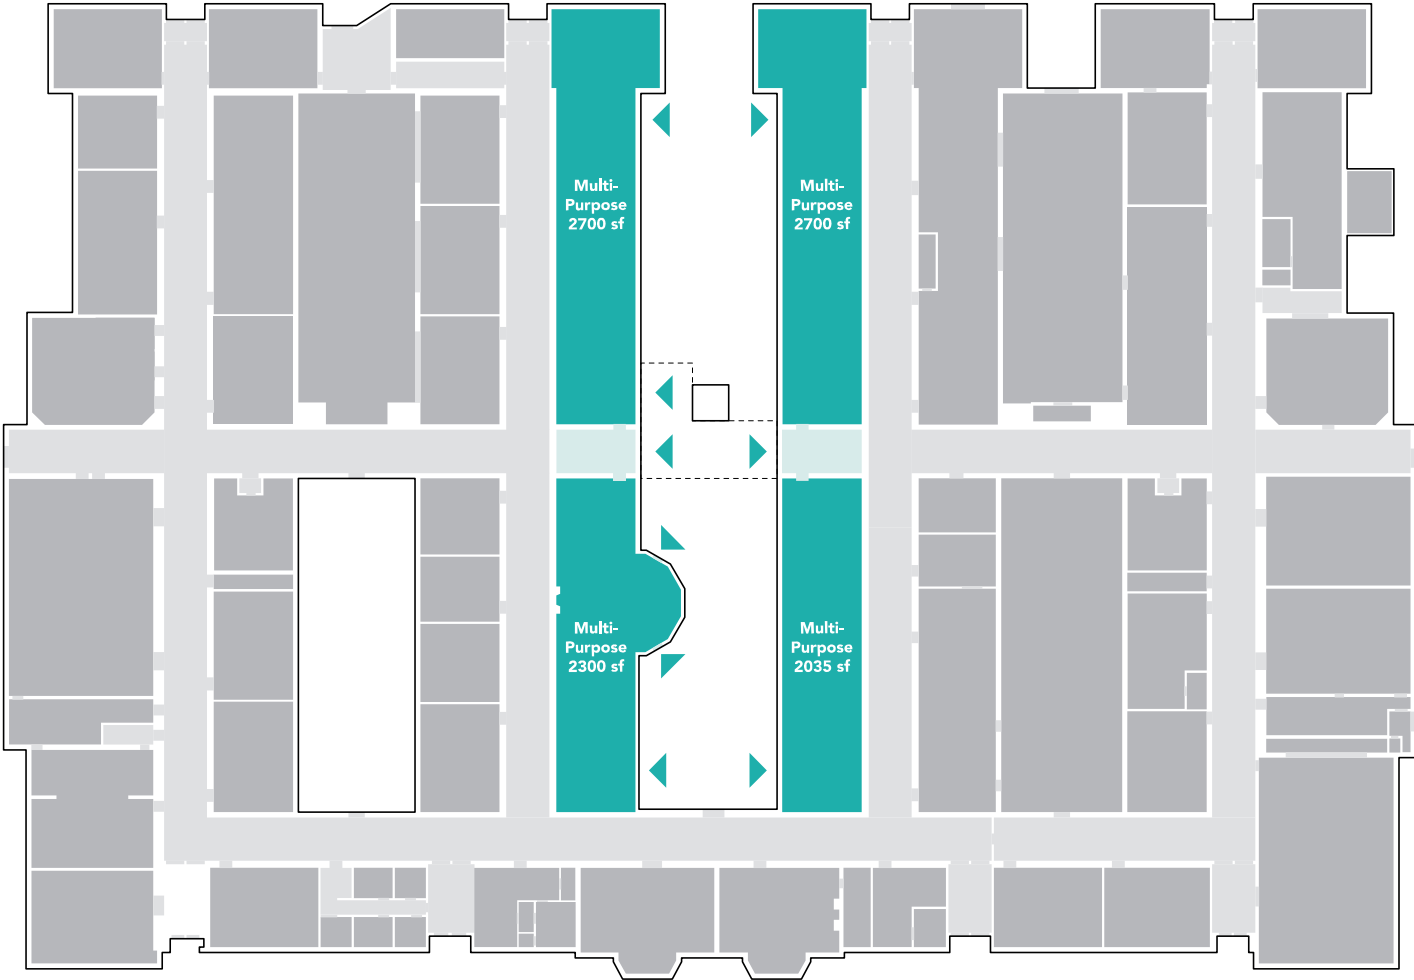 Multi-
Purpose
2700 sf
Multi-
Purpose
2700 sf
Multi-
Purpose
2300 sf
Multi-
Purpose
2035 sf